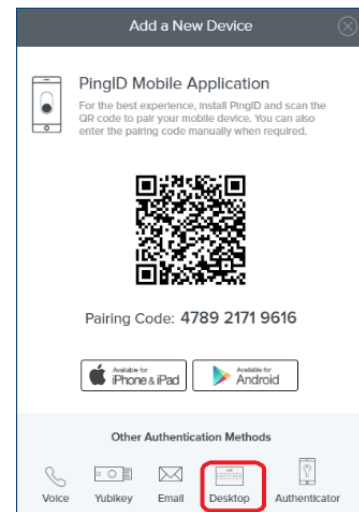 Add a New Device
PingID Mobile Application
For the best experience, install PingID and scan the
QR code to pair your mobile device. You can also
enter the pairing code manually when required.
Pairing Code: 4789 2171 9616
Available for
iPhone & iPad
Available for
Android
Other Authentication Methods
Voice Yubikey Email Desktop Authenticator